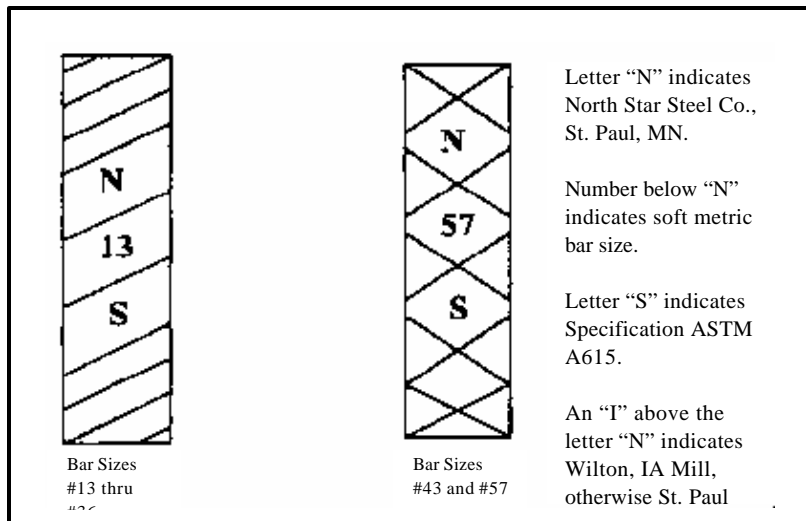 N
13
S
Bar Sizes
#13 thru
#36
N
57
S
Bar Sizes
#43 and #57
Letter “N” indicates
North Star Steel Co.,
St. Paul, MN.
Number below “N”
indicates soft metric
bar size.
Letter “S” indicates
Specification ASTM
A615.
An “I” above the
letter “N” indicates
Wilton, IA Mill,
otherwise St. Paul